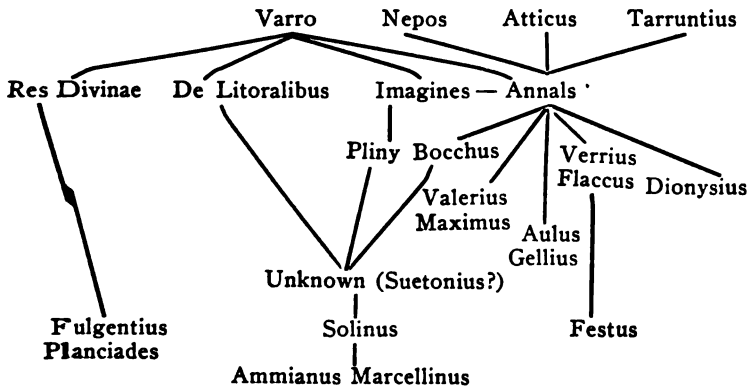 Varro Nepos Atticus Tarruntius
Res Divinae De Litoralibus Imagines — Annals
Pliny Bocchus Verrius
Flaccus Dionysius
Valerius
Maximus
Aulus
Gellius
Unknown (Suetonius?)
Fulgentius
Planciades
Solinus
Festus
Ammianus Marcellinus